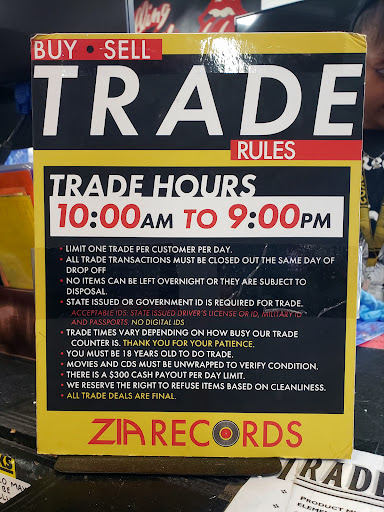 BUY • SELL
TRADE
RULES
TRADE HOURS
10:00AM TO 9:00PM
• LIMIT ONE TRADE PER CUSTOMER PER DAY.
• ALL TRADE TRANSACTIONS MUST BE CLOSED OUT THE SAME DAY OF
DROP OFF
• NO ITEMS CAN BE LEFT OVERNIGHT OR THEY ARE SUBJECT TO
DISPOSAL.
• STATE ISSUED OR GOVERNMENT ID IS REQUIRED FOR TRADE.
ACCEPTABLE IDS: STATE ISSUED DRIVER'S LICENSE OR ID, MILITARY ID
AND PASSPORTS. NO DIGITAL IDS
• TRADE TIMES VARY DEPENDING ON HOW BUSY OUR TRADE
COUNTER IS. THANK YOU FOR YOUR PATIENCE.
• YOU MUST BE 18 YEARS OLD TO DO TRADE.
• MOVIES AND CDS MUST BE UNWRAPPED TO VERIFY CONDITION.
• THERE IS A $300 CASH PAYOUT PER DAY LIMIT.
• WE RESERVE THE RIGHT TO REFUSE ITEMS BASED ON CLEANLINESS.
• ALL TRADE DEALS ARE FINAL.
ZIA RECORDS
TRADE
PRODUCT